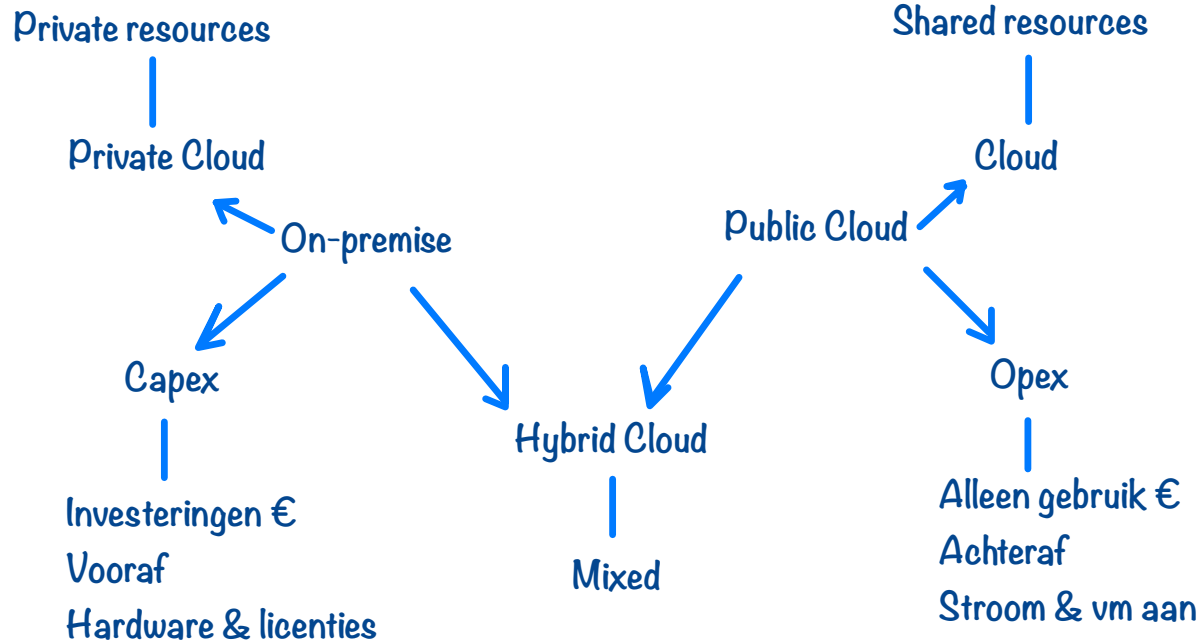 Private resources
Shared resources
Private Cloud
Cloud
On-premise
Public Cloud
Capex
Opex
Hybrid Cloud
Investeringen €
Vooraf
Hardware & licenties
Mixed
Alleen gebruik €
Achteraf
Stroom & vm aan